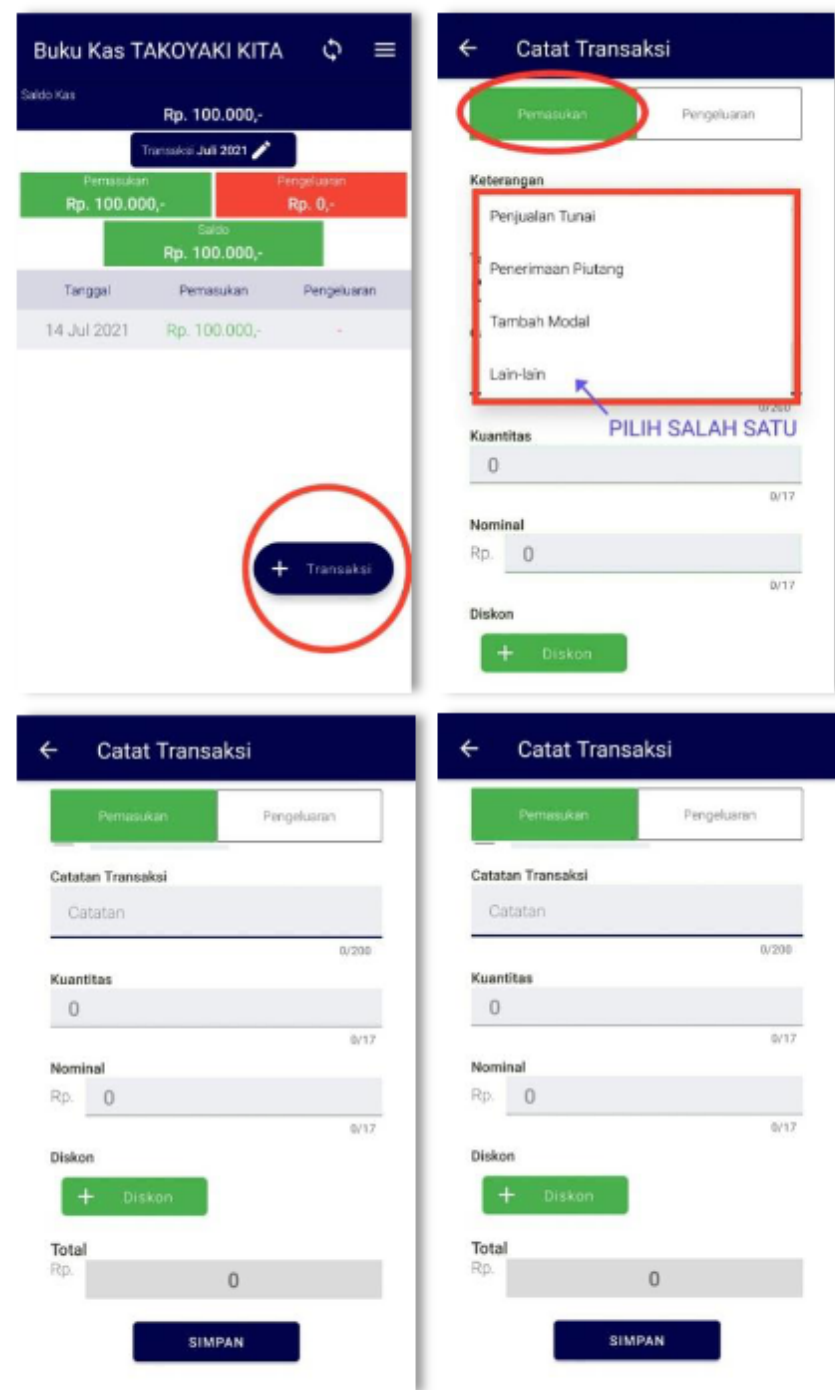 Buku Kas TAKOYAKI KITA
Saldo Kas
Rp. 100.000,-
Transaksi Juli 2021
Pemasukan Pengeluaran
Rp. 100.000,- Rp. 0,-
Saldo
Rp. 100.000,-
Tanggal Pemasukan Pengeluaran
14 Jul 2021 Rp. 100.000,- -
+ Transaksi
Catat Transaksi
Pemasukan Pengeluaran
Keterangan
Penjualan Tunai
Penerimaan Piutang
Tambah Modal
Lain-lain
0/200
PILIH SALAH SATU
Kuantitas
0
0/17
Nominal
Rp. 0
0/17
Diskon
+ Diskon
Catat Transaksi
Pemasukan Pengeluaran
Catatan Transaksi
Catatan
0/200
Kuantitas
0
0/17
Nominal
Rp. 0
0/17
Diskon
+ Diskon
Total
Rp. 0
SIMPAN
Catat Transaksi
Pemasukan Pengeluaran
Catatan Transaksi
Catatan
0/200
Kuantitas
0
0/17
Nominal
Rp. 0
0/17
Diskon
+ Diskon
Total
Rp. 0
SIMPAN